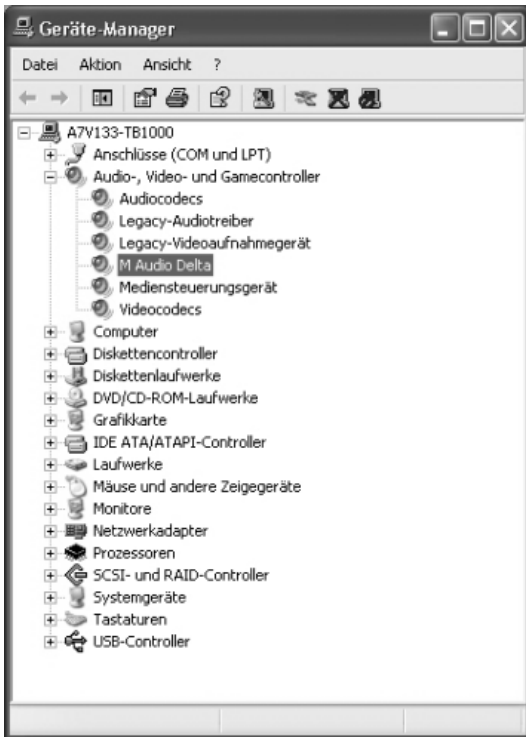 Geräte-Manager
Datei Aktion Ansicht ?
A7V133-TB1000
Anschlüsse (COM und LPT)
Audio-, Video- und Gamecontroller
Audiocodecs
Legacy-Audiotreiber
Legacy-Videoaufnahmegerät
M Audio Delta
Mediensteuerungsgerät
Videocodecs
Computer
Diskettencontroller
Diskettenlaufwerke
DVD/CD-ROM-Laufwerke
Grafikkarte
IDE ATA/ATAPI-Controller
Laufwerke
Mäuse und andere Zeigegeräte
Monitore
Netzwerkadapter
Prozessoren
SCSI- und RAID-Controller
Systemgeräte
Tastaturen
USB-Controller